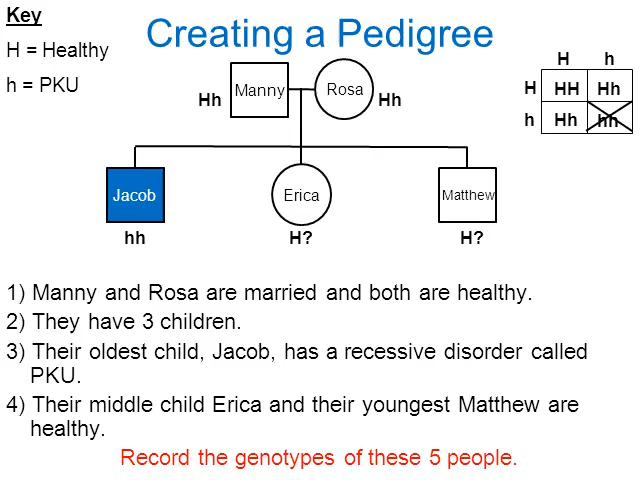 Key
Creating a Pedigree
H = Healthy
h = PKU
Manny
Rosa
Hh
Hh
H h
H HH Hh
h Hh hh
Jacob
Erica
Matthew
hh
H?
H?
1) Manny and Rosa are married and both are healthy.
2) They have 3 children.
3) Their oldest child, Jacob, has a recessive disorder called
PKU.
4) Their middle child Erica and their youngest Matthew are
healthy.
Record the genotypes of these 5 people.